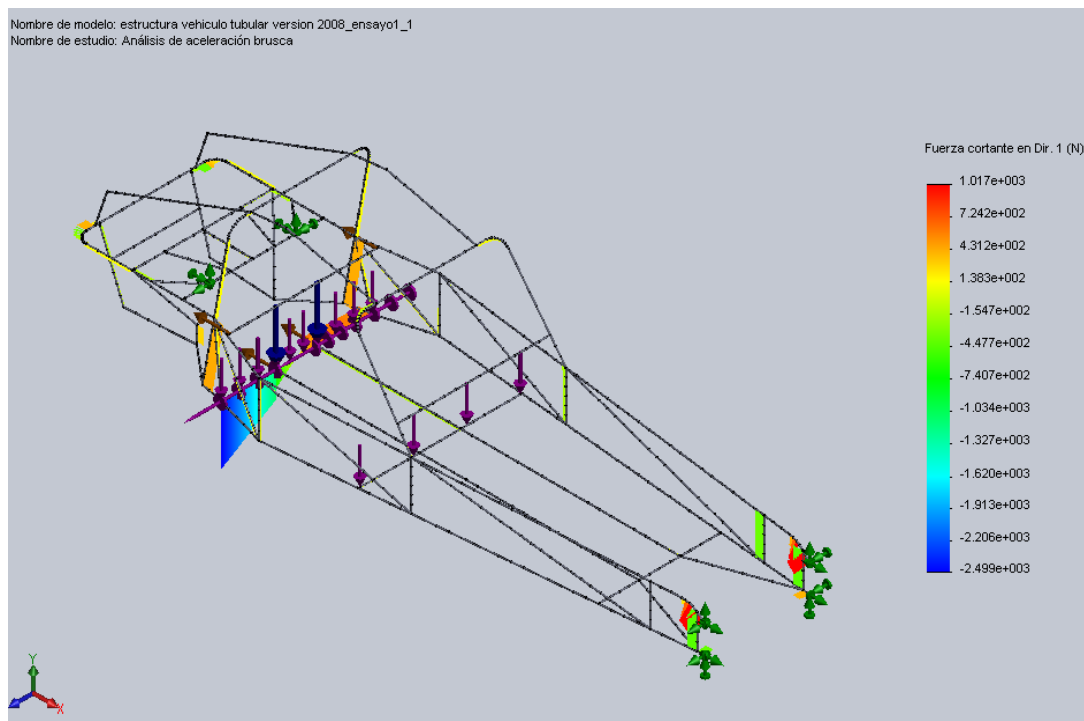 Nombre de modelo: estructura vehiculo tubular version 2008_ensayo1_1
Nombre de estudio: Análisis de aceleración brusca
Fuerza cortante en Dir. 1 (N)
1.017e+003
7.242e+002
4.312e+002
1.383e+002
-1.547e+002
-4.477e+002
-7.407e+002
-1.034e+003
-1.327e+003
-1.620e+003
-1.913e+003
-2.206e+003
-2.499e+003
Y
X